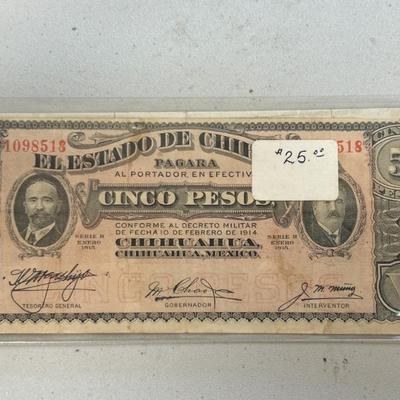 1098513
518
EL ESTADO DE CHIH
$25.00
PAGARA
AL PORTADOR, EN EFECTIV
CINCO PESOS
CONFORME AL DECRETO MILITAR
DE FECHA 10 DE FEBRERO DE 1914.
SERIE B
ENERO
1915
SERIE B
ENERO
1915
CHIHUAHUA,
CHIHUAHUA, MEXICO.
TESORERO GENERAL
GOBERNADOR
INTERVENTOR